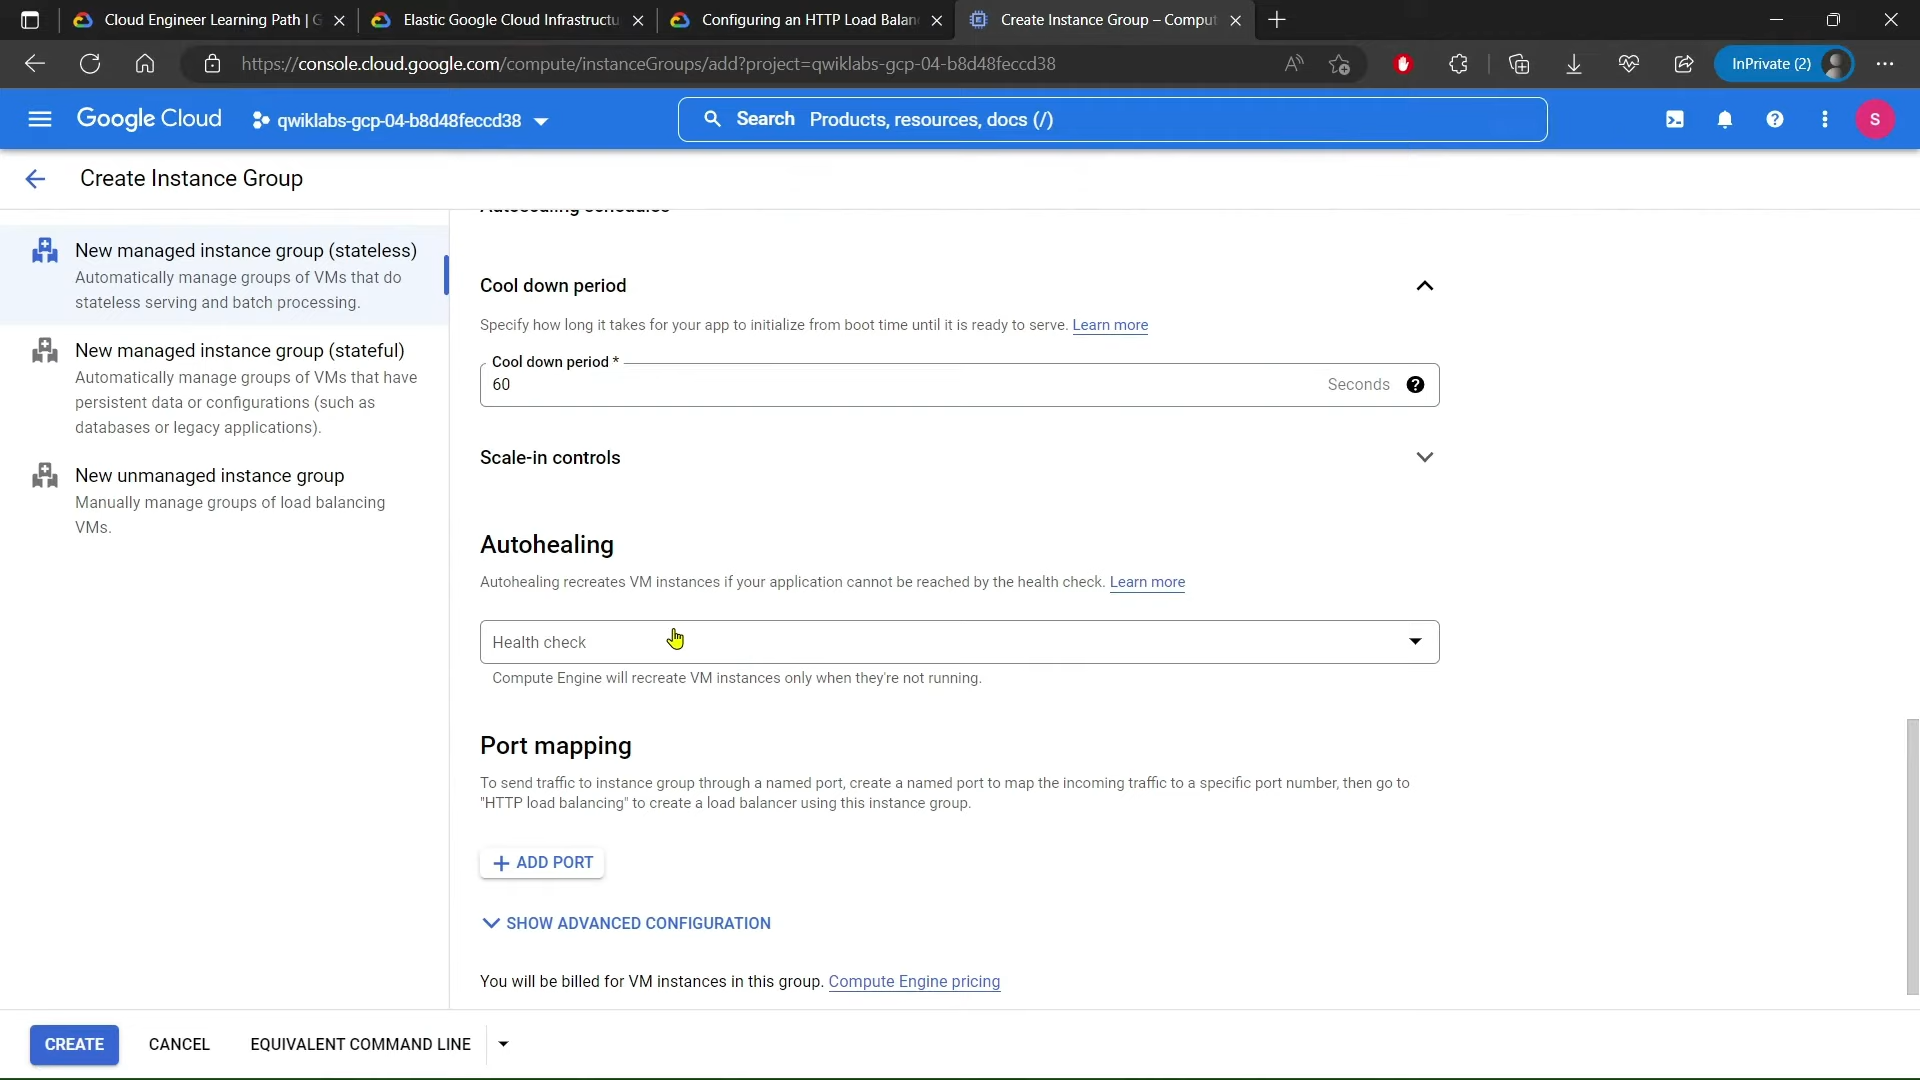 Cloud Engineer Learning Path | G
Elastic Google Cloud Infrastructu
Configuring an HTTP Load Balan
Create Instance Group – Comput
https://console.cloud.google.com/compute/instanceGroups/add?project=qwiklabs-gcp-04-b8d48feccd38
InPrivate (2)
Google Cloud
qwiklabs-gcp-04-b8d48feccd38
Search Products, resources, docs (/)
S
Create Instance Group
New managed instance group (stateless)
Automatically manage groups of VMs that do
stateless serving and batch processing.
New managed instance group (stateful)
Automatically manage groups of VMs that have
persistent data or configurations (such as
databases or legacy applications).
New unmanaged instance group
Manually manage groups of load balancing
VMs.
Autoscaling schedules
Cool down period
Specify how long it takes for your app to initialize from boot time until it is ready to serve. Learn more
Cool down period *
60 Seconds
Scale-in controls
Autohealing
Autohealing recreates VM instances if your application cannot be reached by the health check. Learn more
Health check
Compute Engine will recreate VM instances only when they're not running.
Port mapping
To send traffic to instance group through a named port, create a named port to map the incoming traffic to a specific port number, then go to
"HTTP load balancing" to create a load balancer using this instance group.
+ ADD PORT
SHOW ADVANCED CONFIGURATION
You will be billed for VM instances in this group. Compute Engine pricing
CREATE CANCEL EQUIVALENT COMMAND LINE